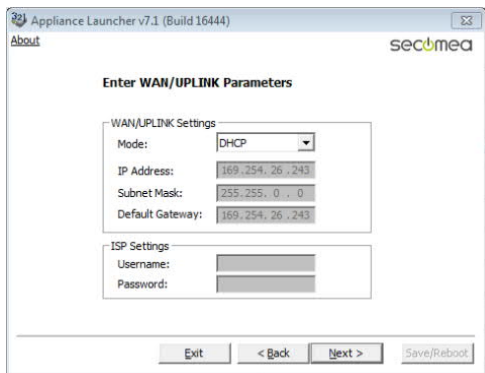 Appliance Launcher v7.1 (Build 16444)
About
secomea
Enter WAN/UPLINK Parameters
WAN/UPLINK Settings
Mode: DHCP
IP Address: 169.254. 26 .243
Subnet Mask: 255.255. 0 . 0
Default Gateway: 169.254. 26 .243
ISP Settings
Username:
Password:
Exit < Back Next > Save/Reboot